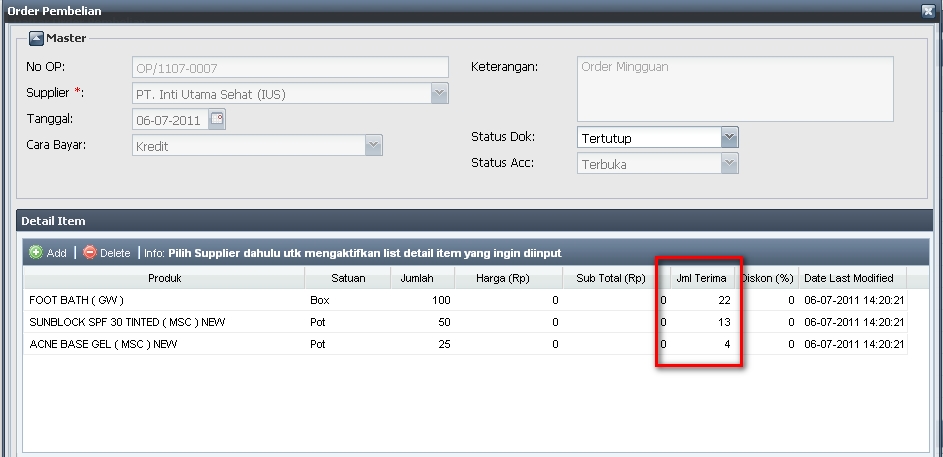 Order Pembelian
Master
No OP: OP/1107-0007
Keterangan: Order Mingguan
Supplier *: PT. Inti Utama Sehat (IUS)
Tanggal: 06-07-2011
Status Dok: Tertutup
Cara Bayar: Kredit
Status Acc: Terbuka
Detail Item
Add | Delete | Info: Pilih Supplier dahulu utk mengaktifkan list detail item yang ingin diinput
Produk Satuan Jumlah Harga (Rp) Sub Total (Rp) Jml Terima Diskon (%) Date Last Modified
FOOT BATH ( GW ) Box 100 0 0 22 0 06-07-2011 14:20:21
SUNBLOCK SPF 30 TINTED ( MSC ) NEW Pot 50 0 0 13 0 06-07-2011 14:20:21
ACNE BASE GEL ( MSC ) NEW Pot 25 0 0 4 0 06-07-2011 14:20:21